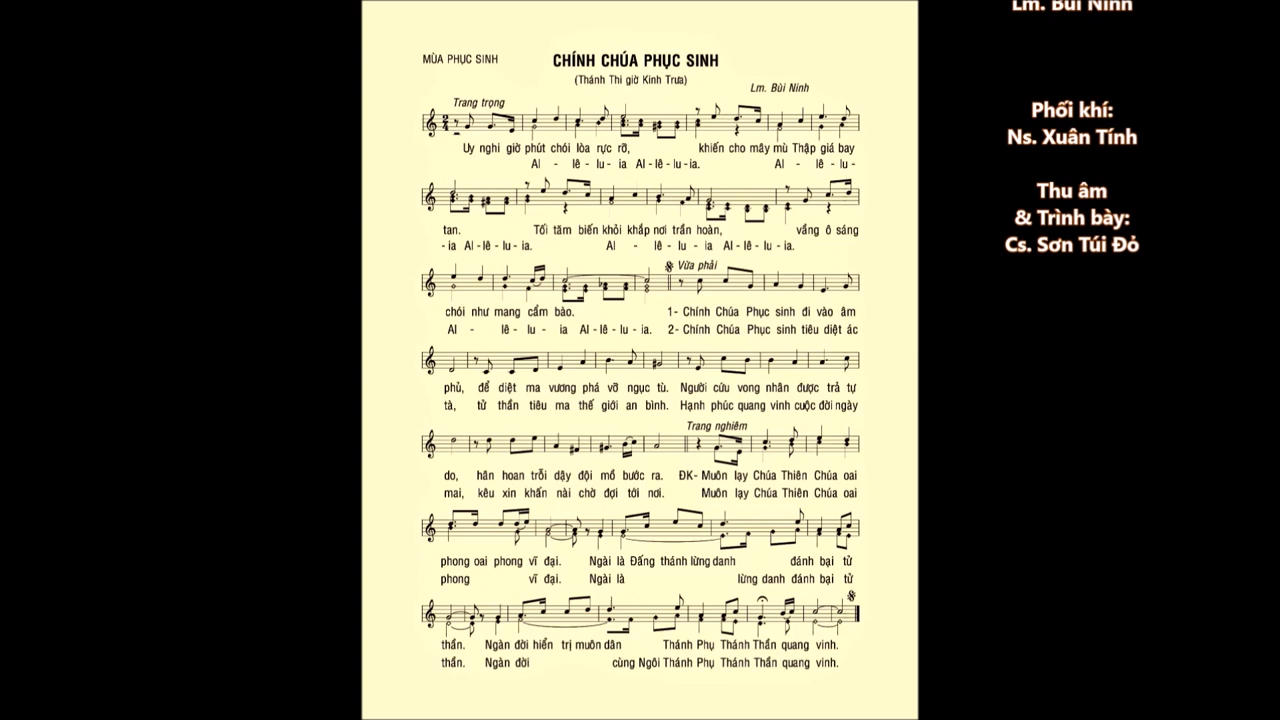 Lm. Bùi Ninh
MÙA PHỤC SINH
CHÍNH CHÚA PHỤC SINH
(Thánh Thi giờ Kinh Trưa)
Lm. Bùi Ninh
Trang trọng
Uy nghi giờ phút chói lòa rực rỡ, khiến cho mây mù Thập giá bay
Al - lê - lu - ia Al - lê - lu - ia. Al - lê - lu -
tan. Tối tăm biến khỏi khắp nơi trần hoàn, vầng ô sáng
- ia Al - lê - lu - ia. Al - lê - lu - ia Al - lê - lu - ia.
Vừa phải
chói như mang cẩm bào. 1- Chính Chúa Phục sinh đi vào âm
Al - lê - lu - ia Al - lê - lu - ia. 2- Chính Chúa Phục sinh tiêu diệt ác
phủ, để diệt ma vương phá vỡ ngục tù. Người cứu vong nhân được trả tự
tà, tử thần tiêu ma thế giới an bình. Hạnh phúc quang vinh cuộc đời ngày
Trang nghiêm
do, hân hoan trỗi dậy đội mồ bước ra. ĐK- Muôn lạy Chúa Thiên Chúa oai
mai, kêu xin khấn nài chờ đợi tới nơi. Muôn lạy Chúa Thiên Chúa oai
phong oai phong vĩ đại. Ngài là Đấng thánh lừng danh đánh bại tử
phong vĩ đại. Ngài là lừng danh đánh bại tử
thần. Ngàn đời hiển trị muôn dân Thánh Phụ Thánh Thần quang vinh.
thần. Ngàn đời cùng Ngôi Thánh Phụ Thánh Thần quang vinh.
Phối khí:
Ns. Xuân Tính
Thu âm
& Trình bày:
Cs. Sơn Túi Đỏ